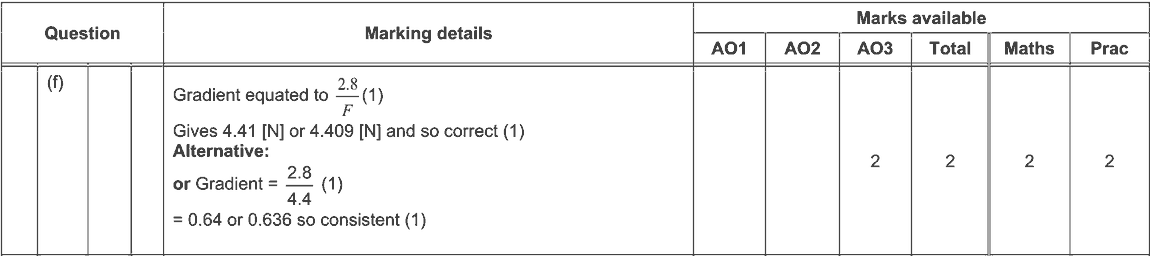 Question Marking details Marks available
AO1 AO2 AO3 Total Maths Prac
(f) Gradient equated to 2.8/F (1)
Gives 4.41 [N] or 4.409 [N] and so correct (1)
Alternative:
or Gradient = 2.8/4.4 (1)
= 0.64 or 0.636 so consistent (1)
2 2 2 2